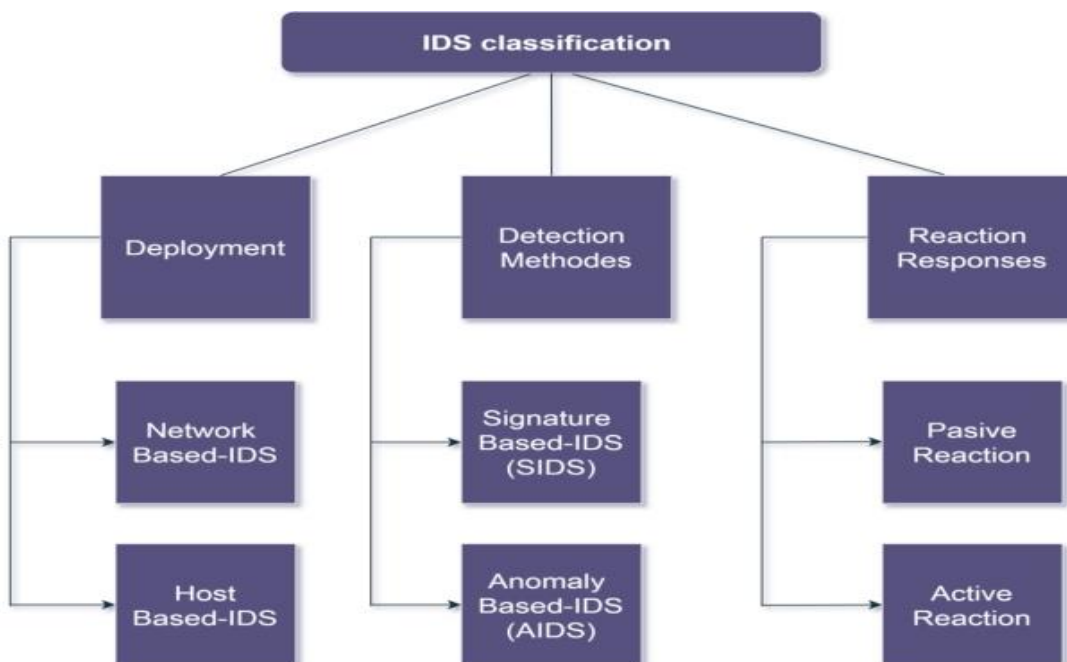 IDS classification
Deployment
Detection
Methodes
Reaction
Responses
Network
Based-IDS
Signature
Based-IDS
(SIDS)
Pasive
Reaction
Host
Based-IDS
Anomaly
Based-IDS
(AIDS)
Active
Reaction